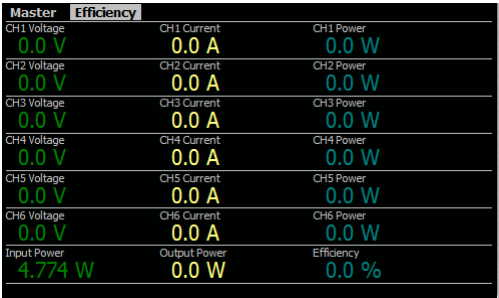 Master Efficiency
CH1 Voltage CH1 Current CH1 Power
0.0 V 0.0 A 0.0 W
CH2 Voltage CH2 Current CH2 Power
0.0 V 0.0 A 0.0 W
CH3 Voltage CH3 Current CH3 Power
0.0 V 0.0 A 0.0 W
CH4 Voltage CH4 Current CH4 Power
0.0 V 0.0 A 0.0 W
CH5 Voltage CH5 Current CH5 Power
0.0 V 0.0 A 0.0 W
CH6 Voltage CH6 Current CH6 Power
0.0 V 0.0 A 0.0 W
Input Power Output Power Efficiency
4.774 W 0.0 W 0.0 %